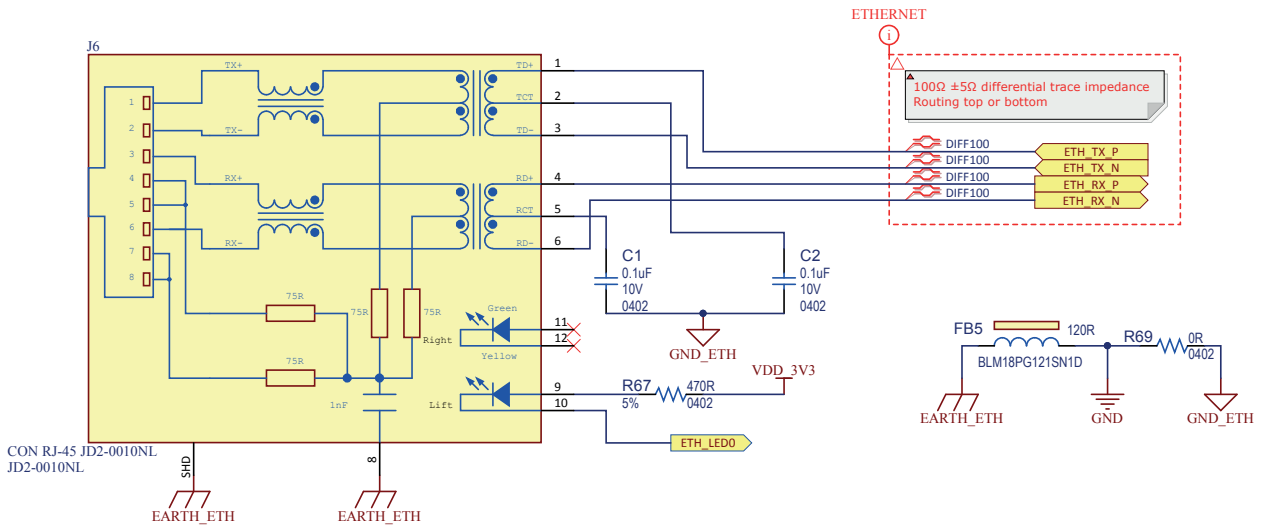 ETHERNET
i
100Ω ±5Ω differential trace impedance
Routing top or bottom
J6
TX+
TD+
1
1
TCT
2
2
TX-
TD-
3
3
RX+
RD+
4
4
RCT
5
5
6
RX-
RD-
6
7
8
DIFF100
ETH_TX_P
DIFF100
ETH_TX_N
DIFF100
ETH_RX_P
DIFF100
ETH_RX_N
C1
0.1uF
10V
0402
C2
0.1uF
10V
0402
GND_ETH
75R
75R
75R
75R
Green
11
Right
12
Yellow
9
Lift
10
1nF
R67
470R
5%
0402
VDD_3V3
ETH_LED0
FB5
120R
BLM18PG121SN1D
R69
0R
0402
EARTH_ETH
GND
GND_ETH
CON RJ-45 JD2-0010NL
JD2-0010NL
SHD
8
EARTH_ETH
EARTH_ETH